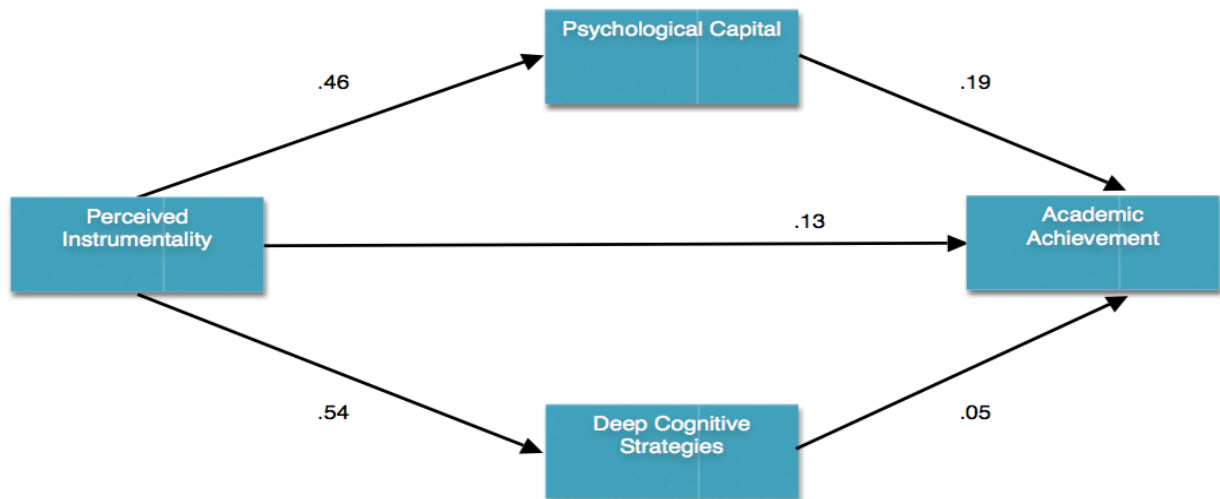 Psychological Capital
.46
.19
Perceived
Instrumentality
.13
Academic
Achievement
.54
Deep Cognitive
Strategies
.05